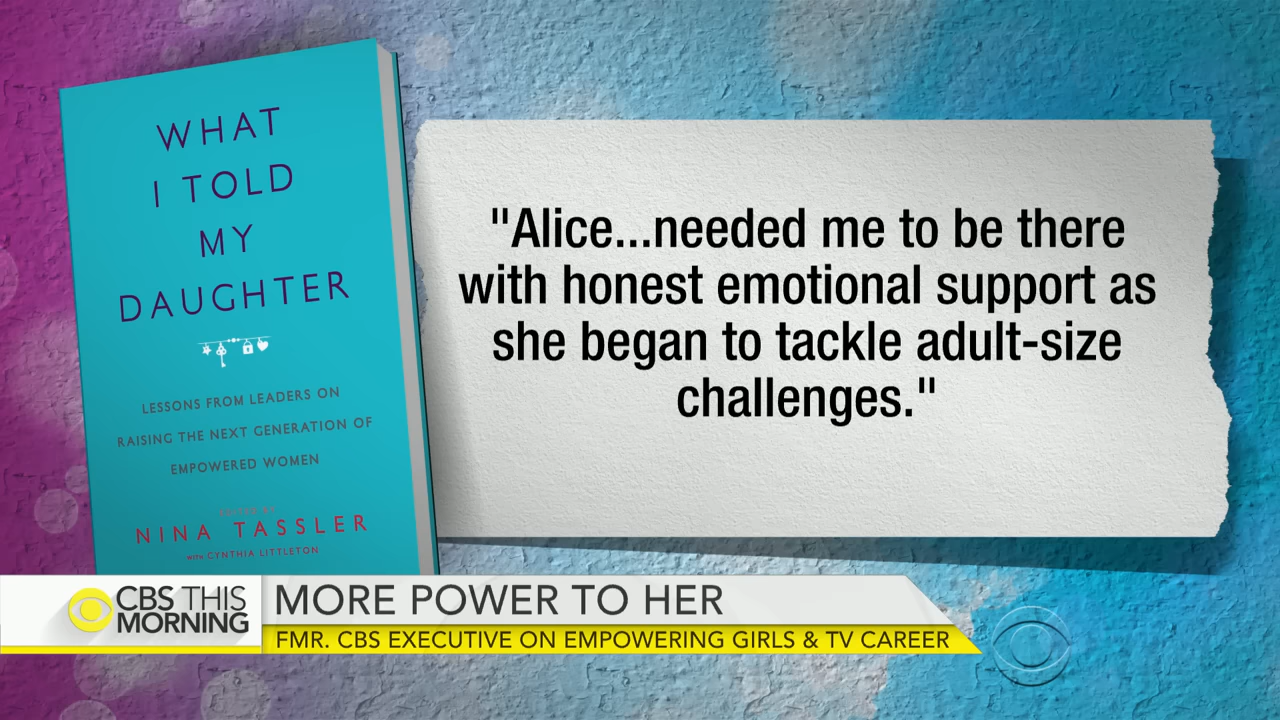 WHAT
I TOLD
MY
DAUGHTER
LESSONS FROM LEADERS ON
RAISING THE NEXT GENERATION OF
EMPOWERED WOMEN
EDITED BY
NINA TASSLER
WITH CYNTHIA LITTLETON
"Alice...needed me to be there
with honest emotional support as
she began to tackle adult-size
challenges."
CBS THIS
MORNING
MORE POWER TO HER
FMR. CBS EXECUTIVE ON EMPOWERING GIRLS & TV CAREER